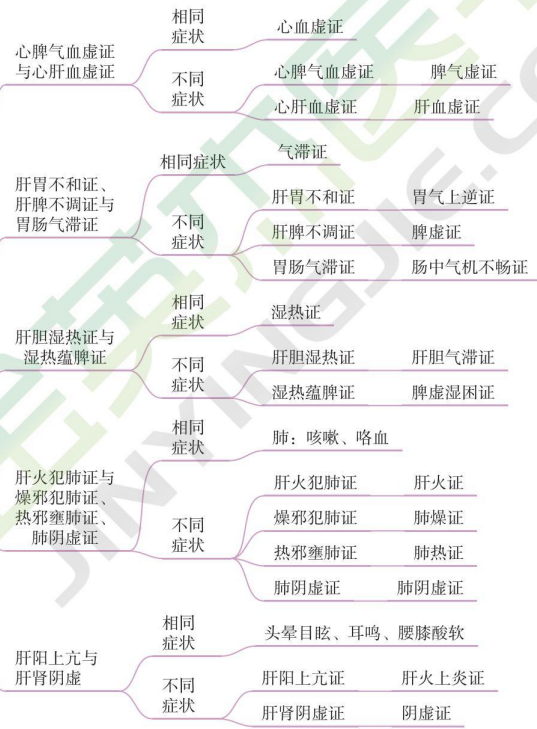 心脾气血虚证
与心肝血虚证
相同
症状
心血虚证
不同
症状
心脾气血虚证 脾气虚证
心肝血虚证 肝血虚证
肝胃不和证、
肝脾不调证与
胃肠气滞证
相同症状
气滞证
不同
症状
肝胃不和证 胃气上逆证
肝脾不调证 脾虚证
胃肠气滞证 肠中气机不畅证
肝胆湿热证与
湿热蕴脾证
相同
症状
湿热证
不同
症状
肝胆湿热证 肝胆气滞证
湿热蕴脾证 脾虚湿困证
肝火犯肺证与
燥邪犯肺证、
热邪壅肺证、
肺阴虚证
相同
症状
肺：咳嗽、咯血
不同
症状
肝火犯肺证 肝火证
燥邪犯肺证 肺燥证
热邪壅肺证 肺热证
肺阴虚证 肺阴虚证
肝阳上亢与
肝肾阴虚
相同
症状
头晕目眩、耳鸣、腰膝酸软
不同
症状
肝阳上亢证 肝火上炎证
肝肾阴虚证 阴虚证
JINYINGJIE.CO